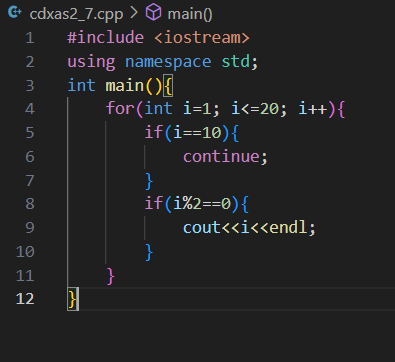 cdxas2_7.cpp > main()
1 #include <iostream>
2 using namespace std;
3 int main(){
4     for(int i=1; i<=20; i++){
5         if(i==10){
6             continue;
7         }
8         if(i%2==0){
9             cout<<i<<endl;
10         }
11     }
12 }